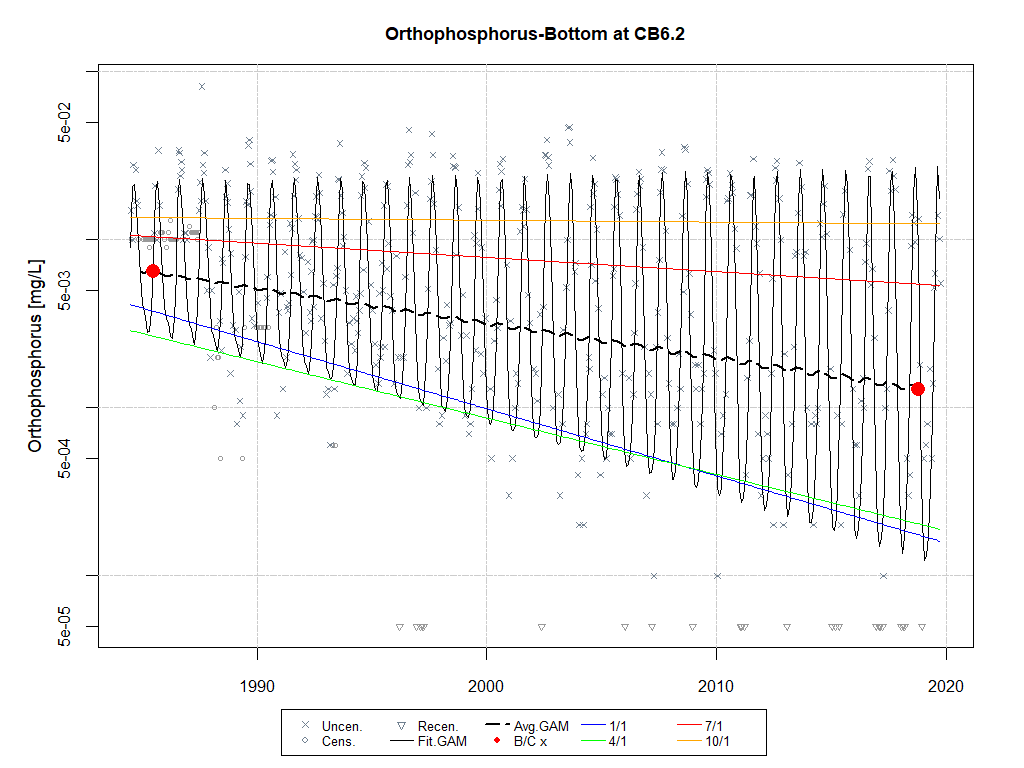 Orthophosphorus-Bottom at CB6.2
Orthophosphorus [mg/L]
5e-02
5e-03
5e-04
5e-05
1990 2000 2010 2020
Uncen. Recen. Avg.GAM 1/1 7/1
Cens. Fit.GAM B/C x 4/1 10/1